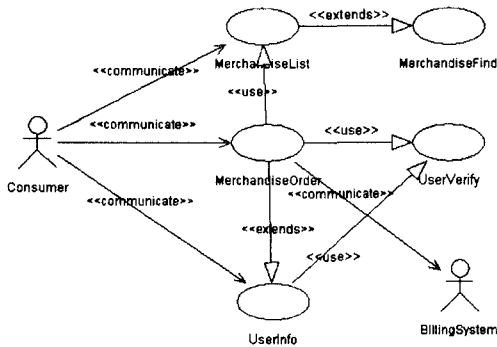 <<extends>>
MerchandiseList
MerchandiseFind
<<communicate>>
<<use>>
<<communicate>>
<<use>>
Consumer
MerchandiseOrder
UserVerify
<<communicate>>
<<communicate>>
<<extends>>
<<use>>
UserInfo
BillingSystem